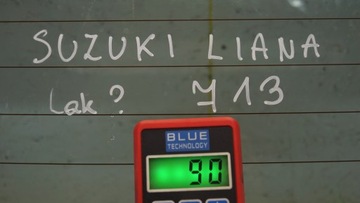 SUZUKI LIANA
Lak? 713
BLUE
TECHNOLOGY
90